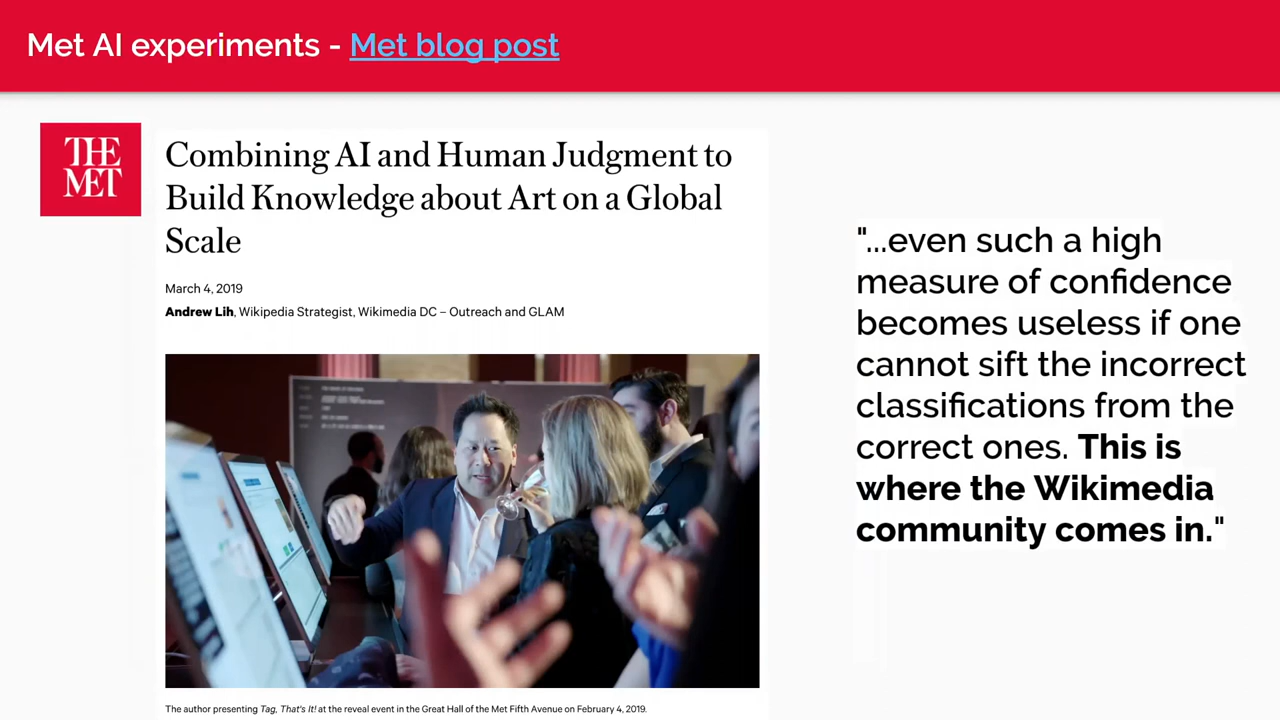 Met AI experiments - Met blog post
THE
MET
Combining AI and Human Judgment to
Build Knowledge about Art on a Global
Scale
March 4, 2019
Andrew Lih, Wikipedia Strategist, Wikimedia DC – Outreach and GLAM
The author presenting Tag, That's It! at the reveal event in the Great Hall of the Met Fifth Avenue on February 4, 2019.
"...even such a high
measure of confidence
becomes useless if one
cannot sift the incorrect
classifications from the
correct ones. This is
where the Wikimedia
community comes in."